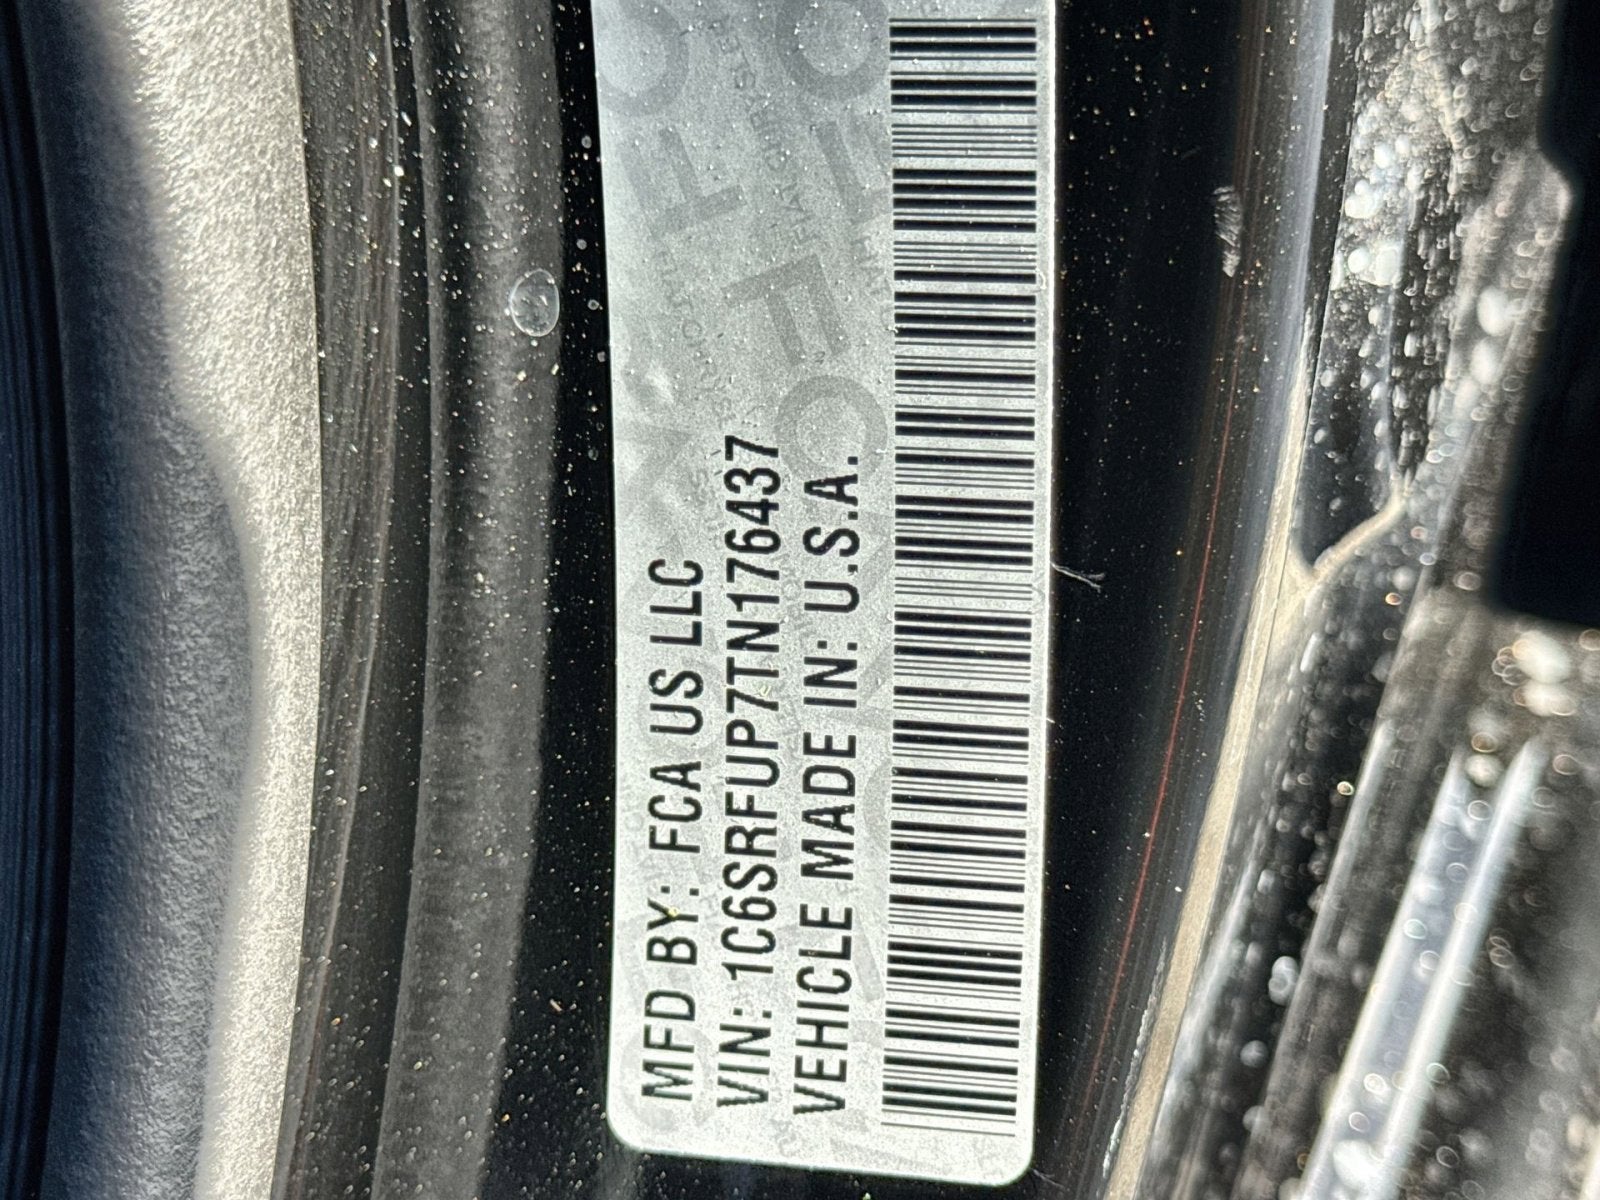 MFD BY: FCA US LLC
VIN: 1C6SRFUP7TN176437
VEHICLE MADE IN: U.S.A.